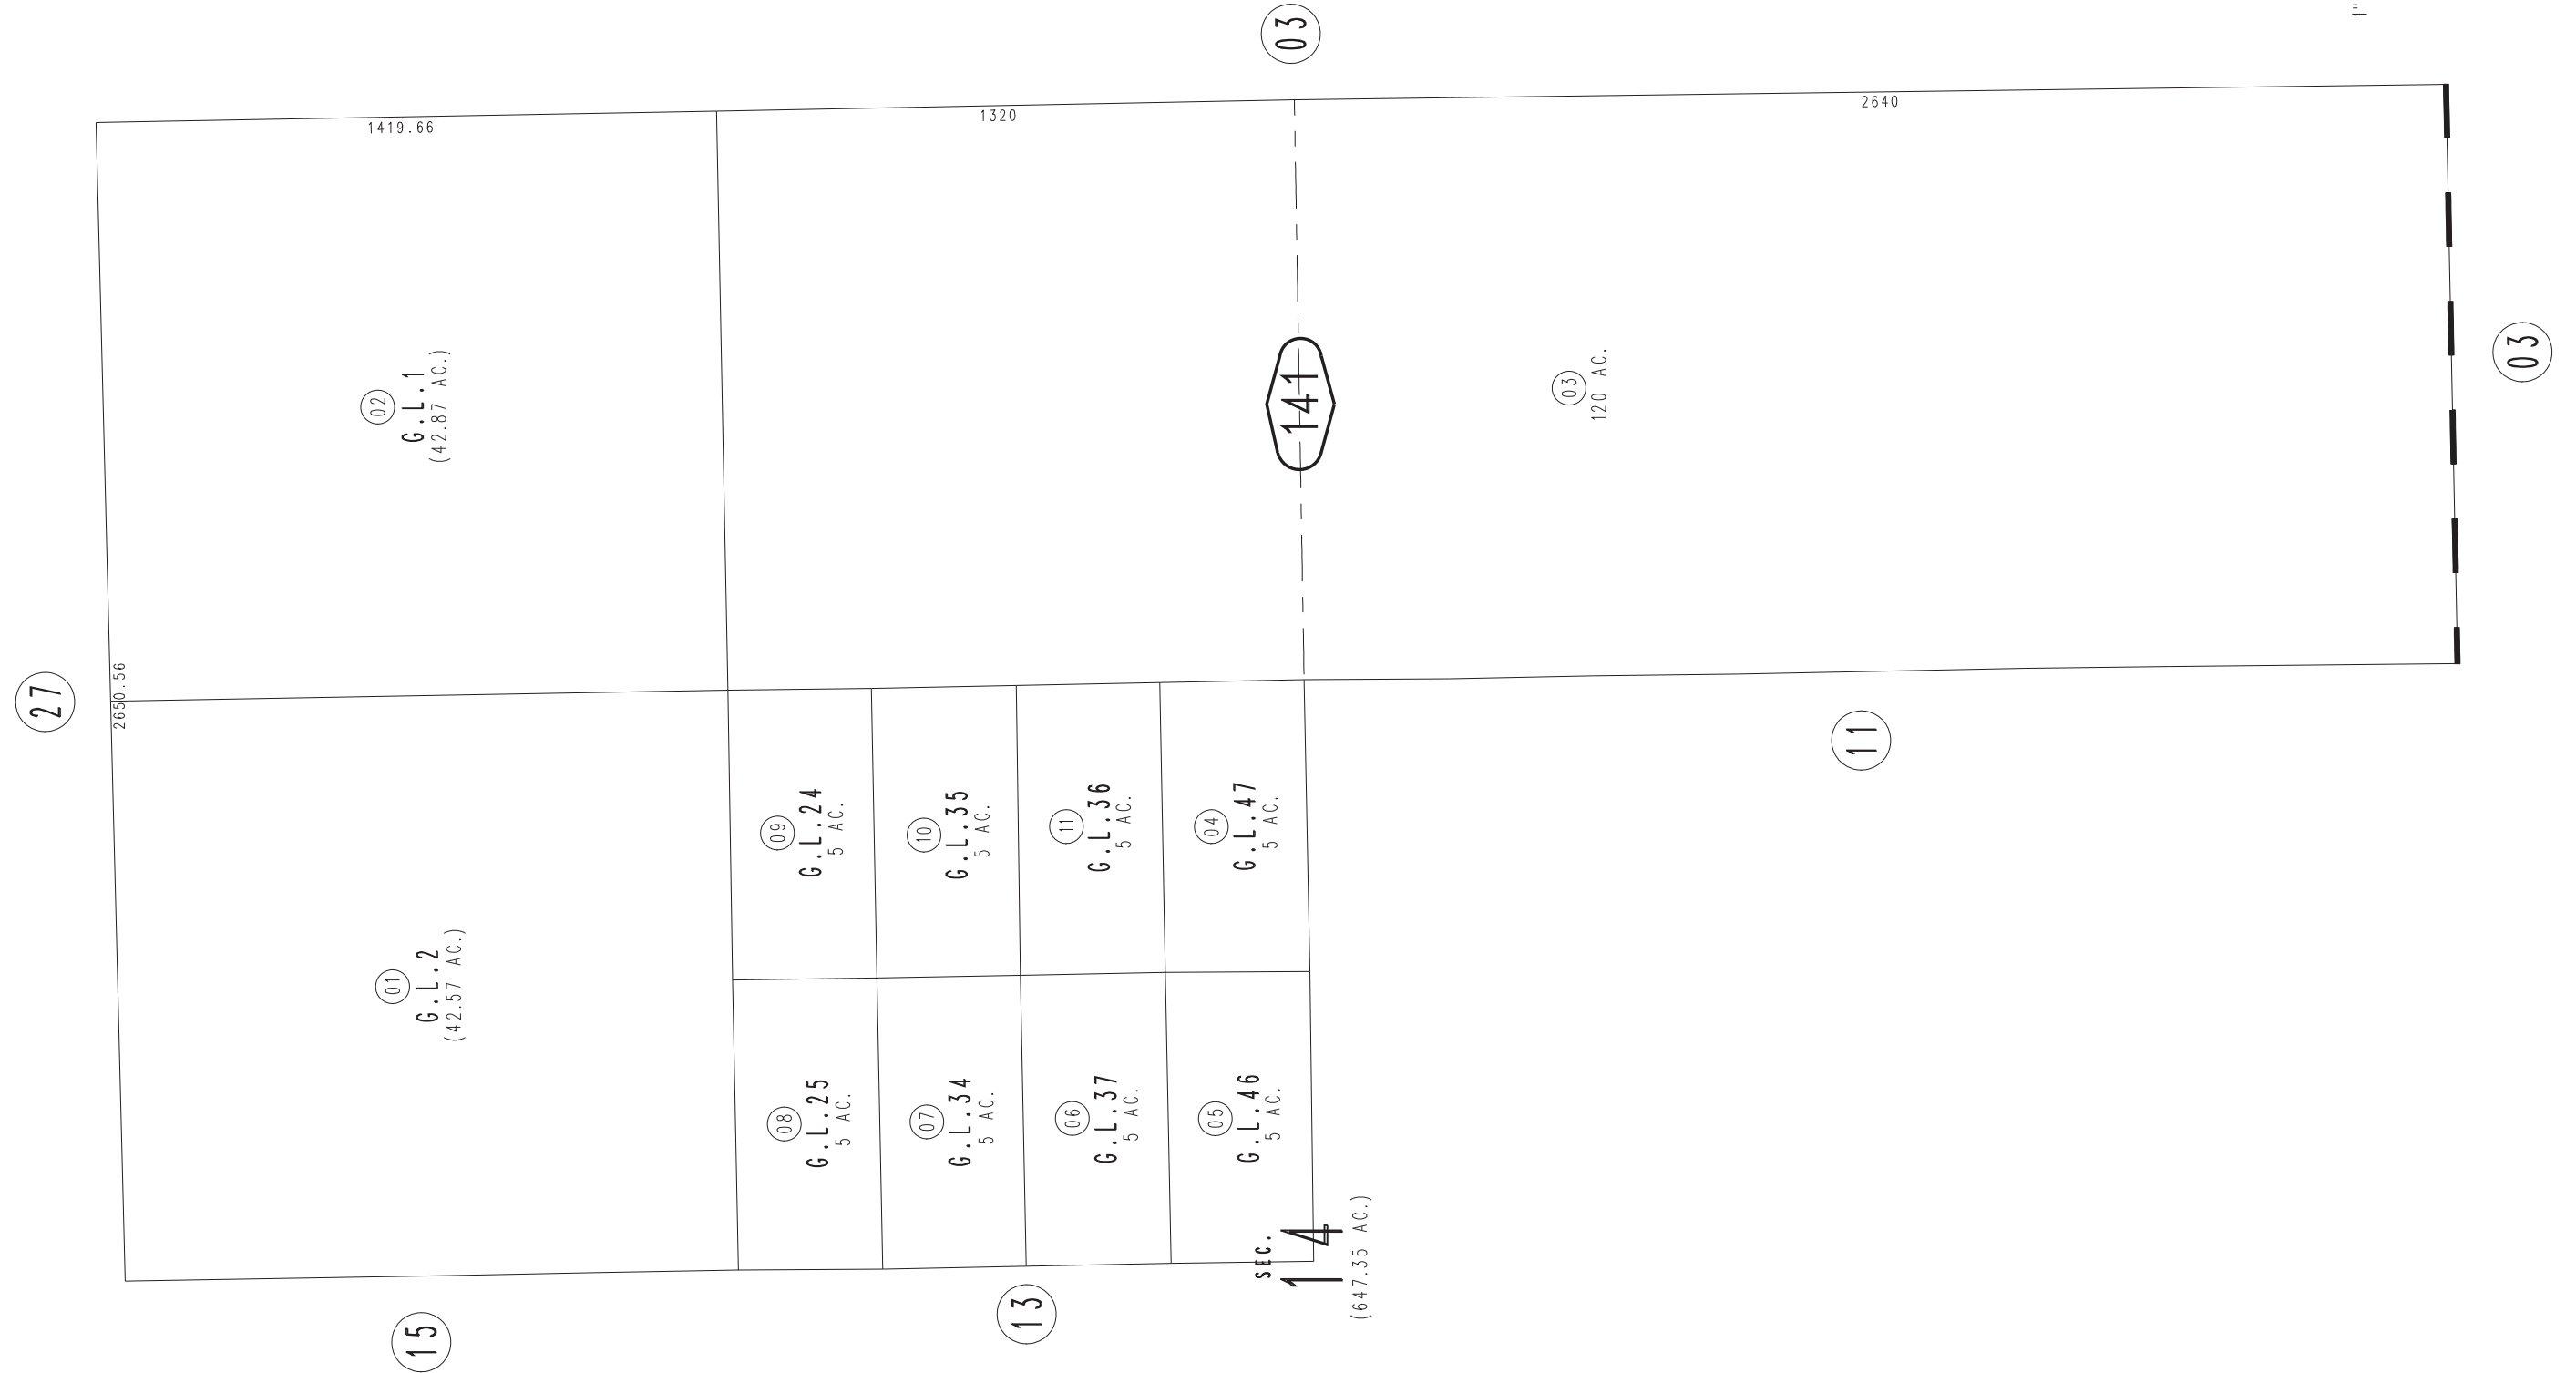 03
1"
1419.66
1320
2640
02
G.L.1
(42.87 AC.)
141
03
120 AC.
03
27
2650.56
11
09
G.L.24
5 AC.
10
G.L.35
5 AC.
11
G.L.36
5 AC.
04
G.L.47
5 AC.
01
G.L.2
(42.57 AC.)
08
G.L.25
5 AC.
07
G.L.34
5 AC.
06
G.L.37
5 AC.
05
G.L.46
5 AC.
SEC.
14
(647.35 AC.)
15
13